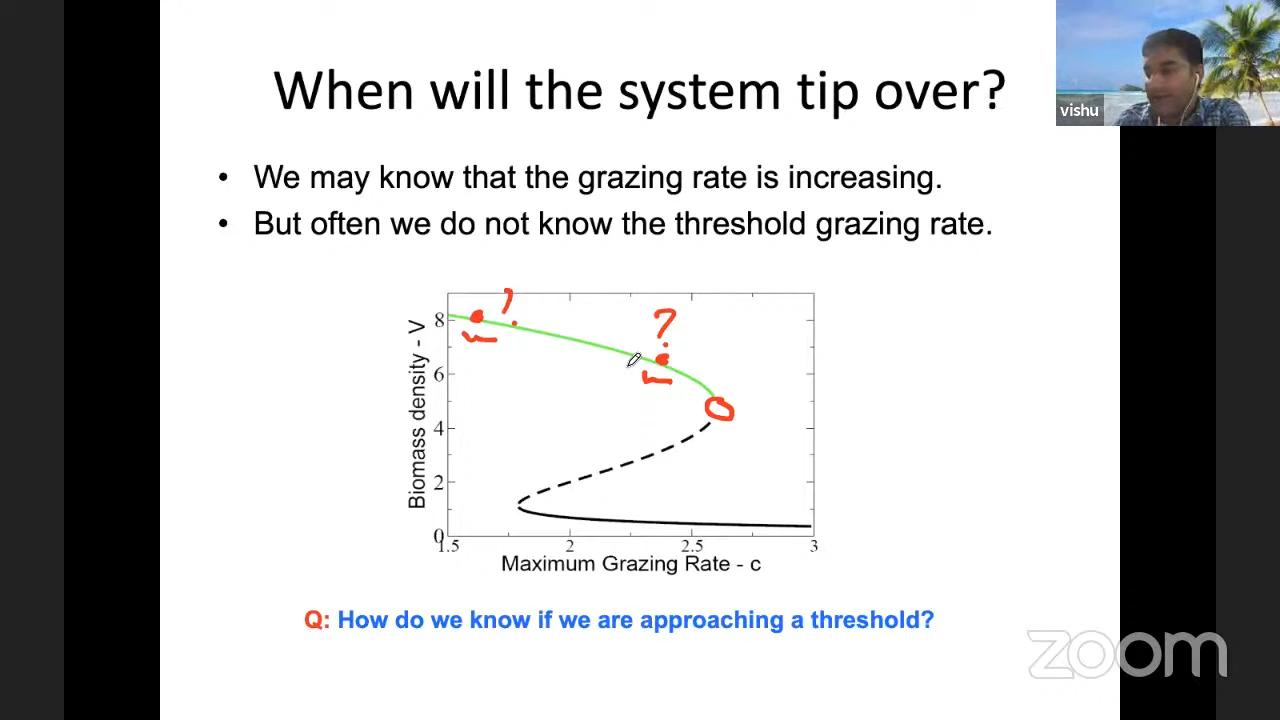 When will the system tip over?
vishu
• We may know that the grazing rate is increasing.
• But often we do not know the threshold grazing rate.
? ?
Biomass density - V
8
6
4
2
0
1.5 2 2.5 3
Maximum Grazing Rate - c
Q: How do we know if we are approaching a threshold?
zoom